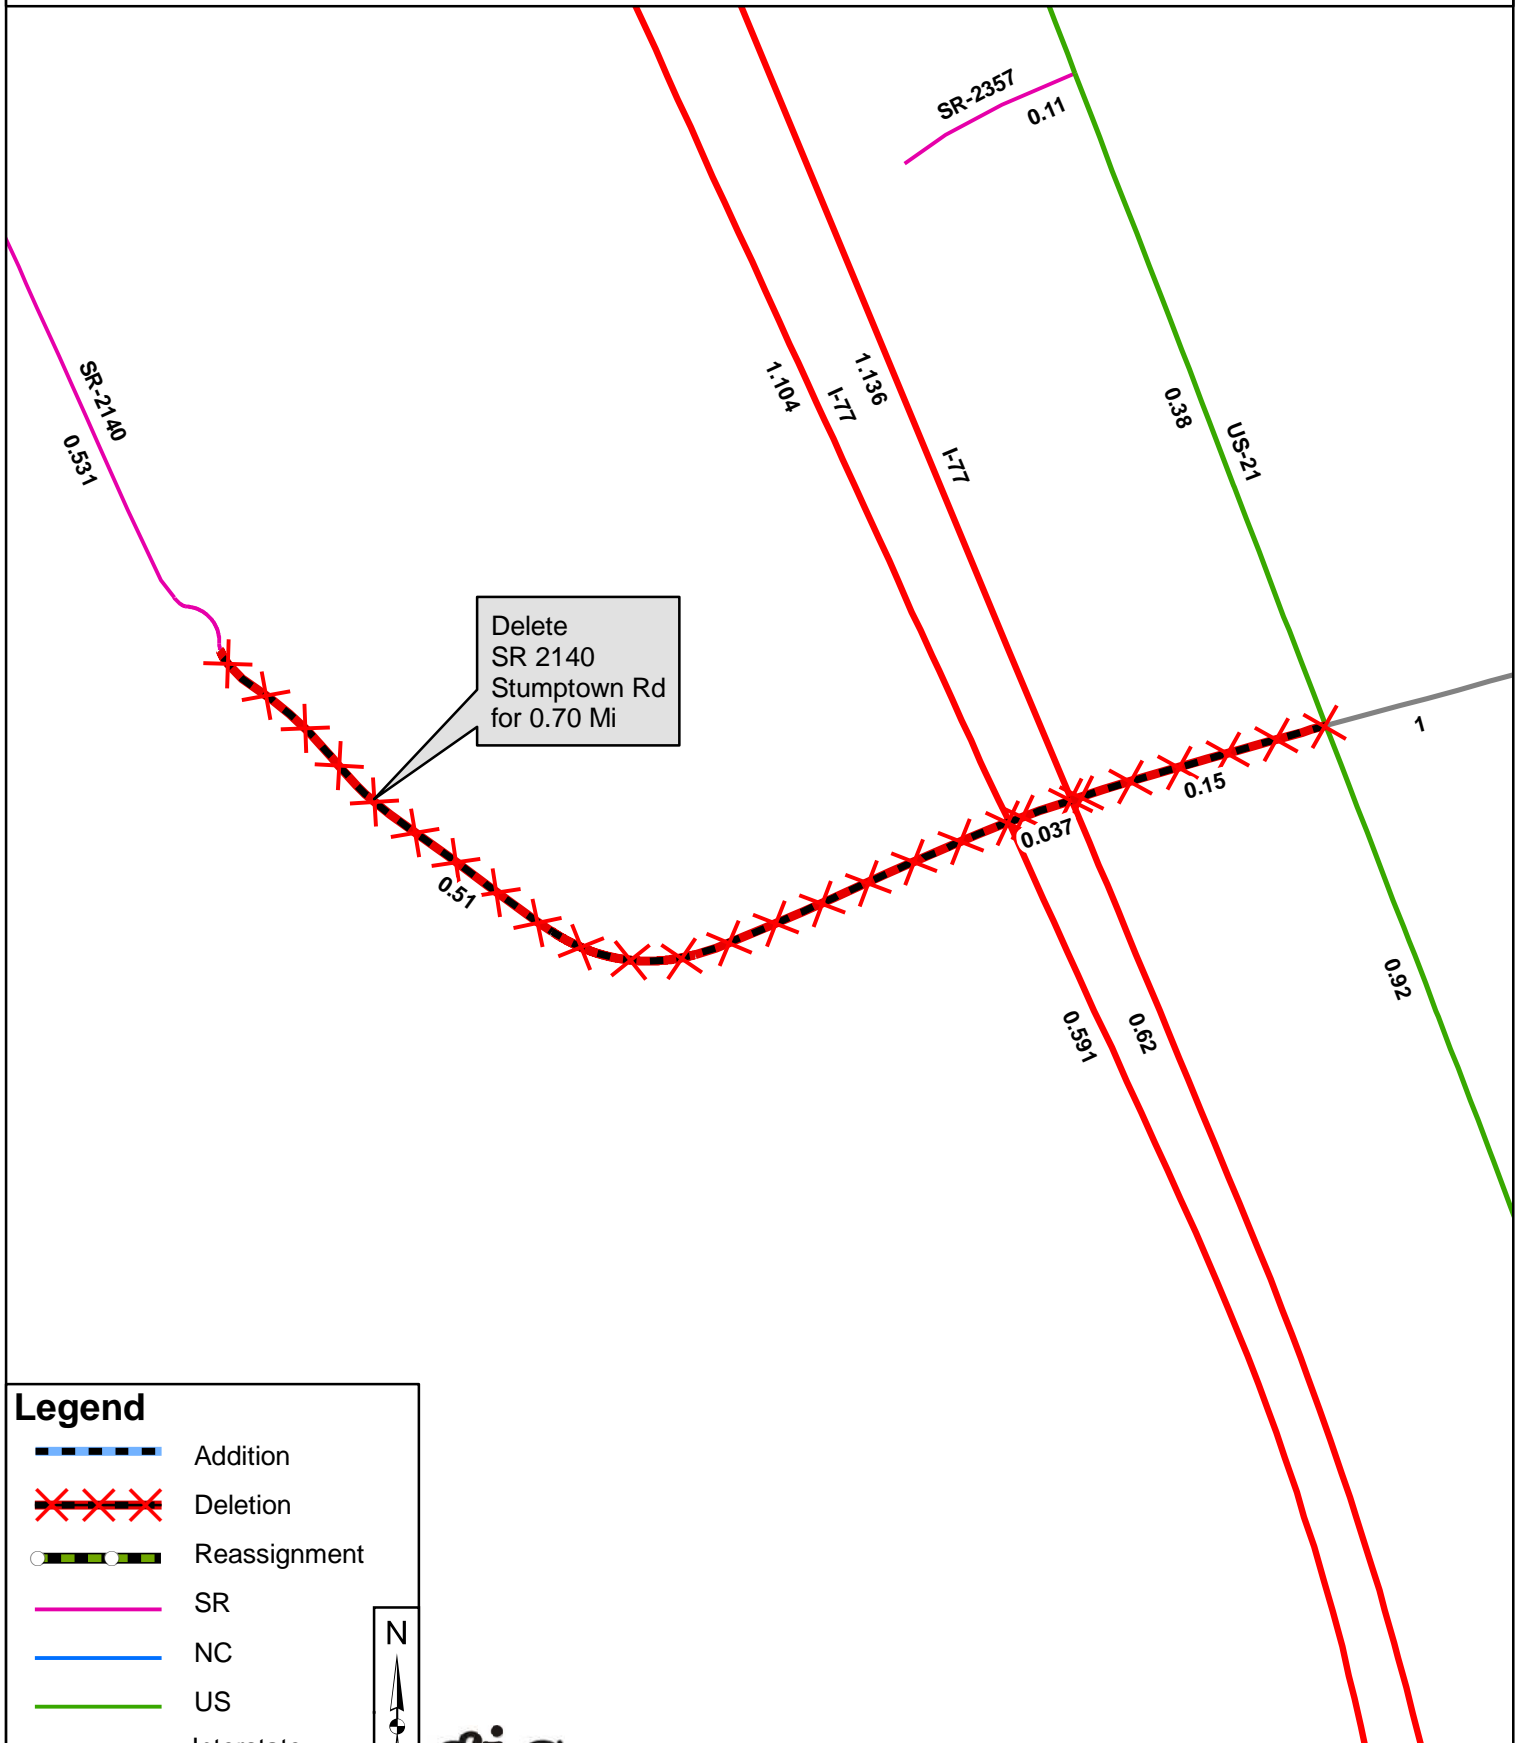 SR-2357
0.11
SR-2140
0.531
1.104
I-77
1.136
I-77
0.38
US-21
Delete
SR 2140
Stumptown Rd
for 0.70 Mi
1
0.15
0.037
0.51
0.92
0.591
0.62
Legend
Addition
Deletion
Reassignment
SR
NC
US
Interstate
N